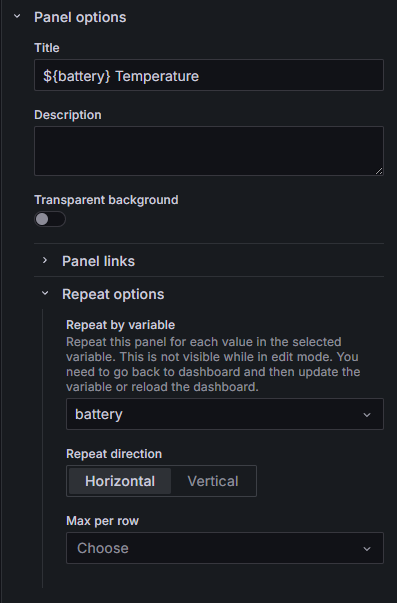 Panel options
Title
${battery} Temperature
Description
Transparent background
Panel links
Repeat options
Repeat by variable
Repeat this panel for each value in the selected
variable. This is not visible while in edit mode. You
need to go back to dashboard and then update the
variable or reload the dashboard.
battery
Repeat direction
Horizontal Vertical
Max per row
Choose